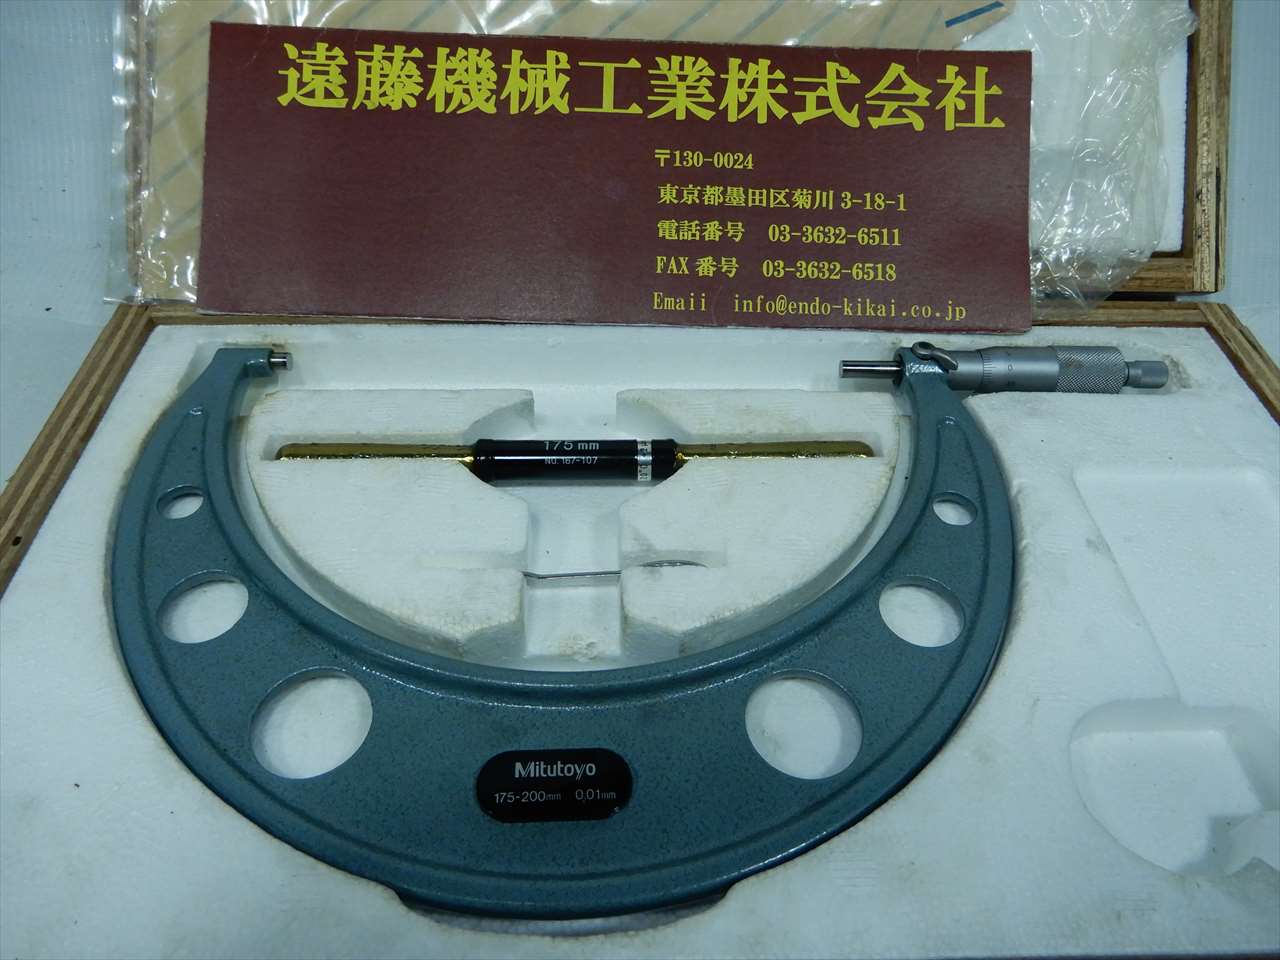 遠藤機械工業株式会社
〒130-0024
東京都墨田区菊川 3-18-1
電話番号 03-3632-6511
FAX 番号 03-3632-6518
Emaii info@endo-kikai.co.jp
175mm
NO. 167-107
0
Mitutoyo
175-200mm 0.01mm